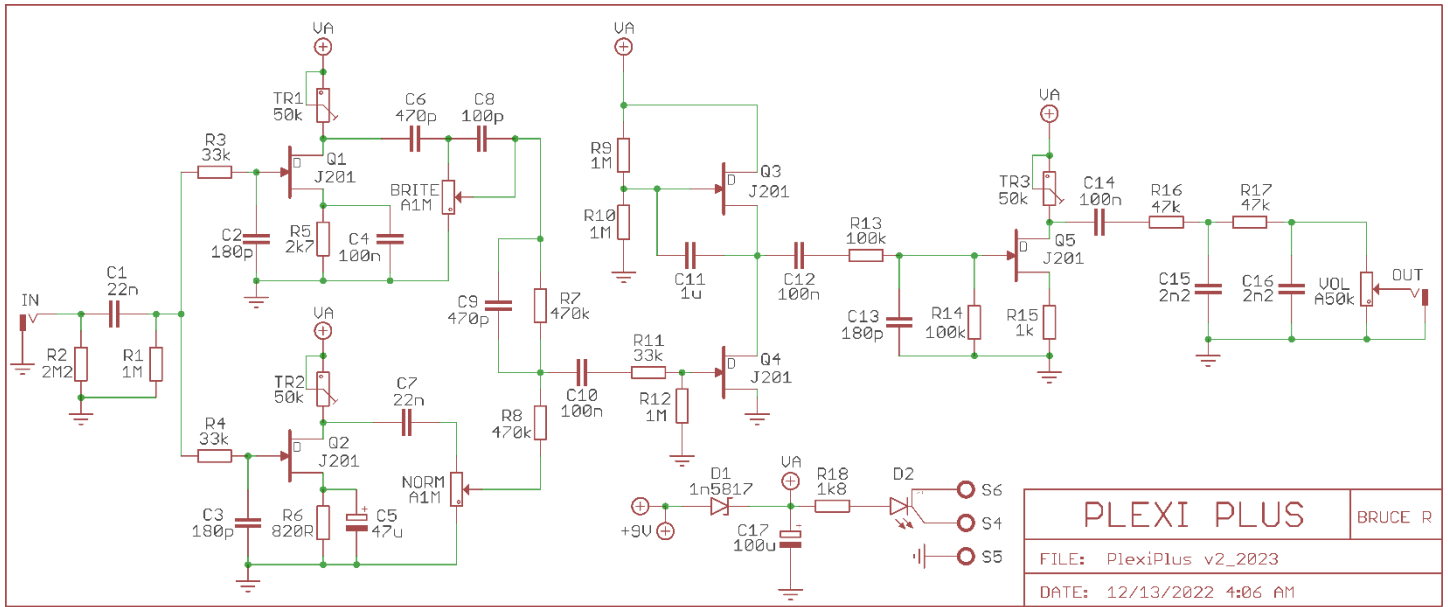 VA
TR1
50k
C6
470p
C8
100p
R3
33k
D
Q1
J201
BRITE
A1M
C2
180p
R5
2k7
C4
100n
C1
22n
IN
R2
2M2
R1
1M
VA
TR2
50k
C7
22n
R4
33k
D
Q2
J201
NORM
A1M
C3
180p
R6
820R
C5
47u
C9
470p
R7
470k
R8
470k
C10
100n
R11
33k
R12
1M
VA
R9
1M
R10
1M
D
Q3
J201
C11
1u
C12
100n
D
Q4
J201
R13
100k
C13
180p
R14
100k
VA
TR3
50k
C14
100n
D
Q5
J201
R15
1k
R16
47k
R17
47k
C15
2n2
C16
2n2
VOL
A50k
OUT
+9V
D1
1n5817
VA
C17
100u
R18
1k8
D2
S6
S4
S5
PLEXI PLUS
BRUCE R
FILE: PlexiPlus v2_2023
DATE: 12/13/2022 4:06 AM